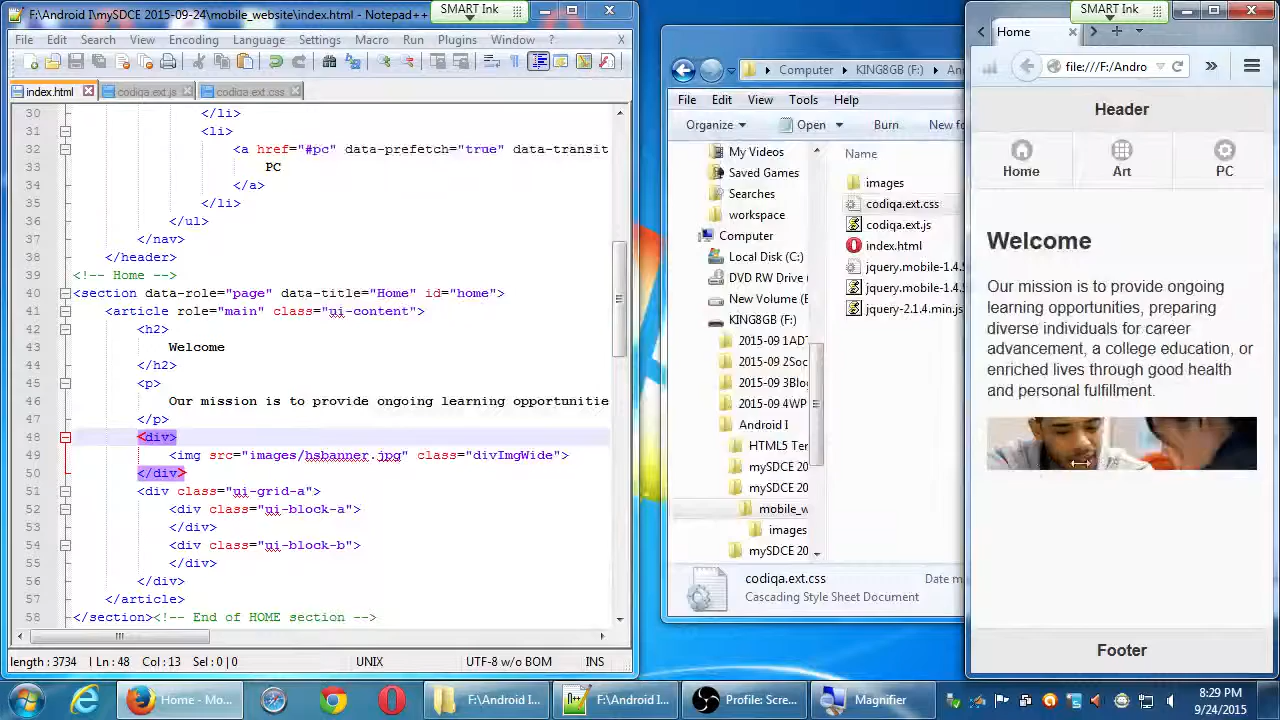 F:\Android I\mySDCE 2015-09-24\mobile_website\index.html - Notepad++
SMART Ink
File Edit Search View Encoding Language Settings Macro Run Plugins Window ? X
index.html codiqa.ext.js codiqa.ext.css
30 </li>
31 <li>
32 <a href="#pc" data-prefetch="true" data-transit
33 PC
34 </a>
35 </li>
36 </ul>
37 </nav>
38 </header>
39 <!-- Home -->
40 <section data-role="page" data-title="Home" id="home">
41 <article role="main" class="ui-content">
42 <h2>
43 Welcome
44 </h2>
45 <p>
46 Our mission is to provide ongoing learning opportunitie
47 </p>
48 <div>
49 <img src="images/hsbanner.jpg" class="divImgWide">
50 </div>
51 <div class="ui-grid-a">
52 <div class="ui-block-a">
53 </div>
54 <div class="ui-block-b">
55 </div>
56 </div>
57 </article>
58 </section><!-- End of HOME section -->
length : 3734 Ln : 48 Col : 13 Sel : 0 | 0 UNIX UTF-8 w/o BOM INS
Computer KING8GB (F:) An
File Edit View Tools Help
Organize Open Burn New fo
My Videos
Saved Games
Searches
workspace
Computer
Local Disk (C:)
DVD RW Drive (
New Volume (E
KING8GB (F:)
2015-09 1AD
2015-09 2Soc
2015-09 3Blo
2015-09 4WP
Android I
HTML5 Ter
mySDCE 20
mySDCE 20
mobile_w
images
mySDCE 20
Name
images
codiqa.ext.css
codiqa.ext.js
index.html
jquery.mobile-1.4.
jquery.mobile-1.4.
jquery-2.1.4.min.js
codiqa.ext.css Date m
Cascading Style Sheet Document
SMART Ink
Home
file:///F:/Andro
Header
Home Art PC
Welcome
Our mission is to provide ongoing
learning opportunities, preparing
diverse individuals for career
advancement, a college education, or
enriched lives through good health
and personal fulfillment.
Footer
Home - Mo...
F:\Android I...
F:\Android I...
Profile: Scre...
Magnifier
8:29 PM
9/24/2015